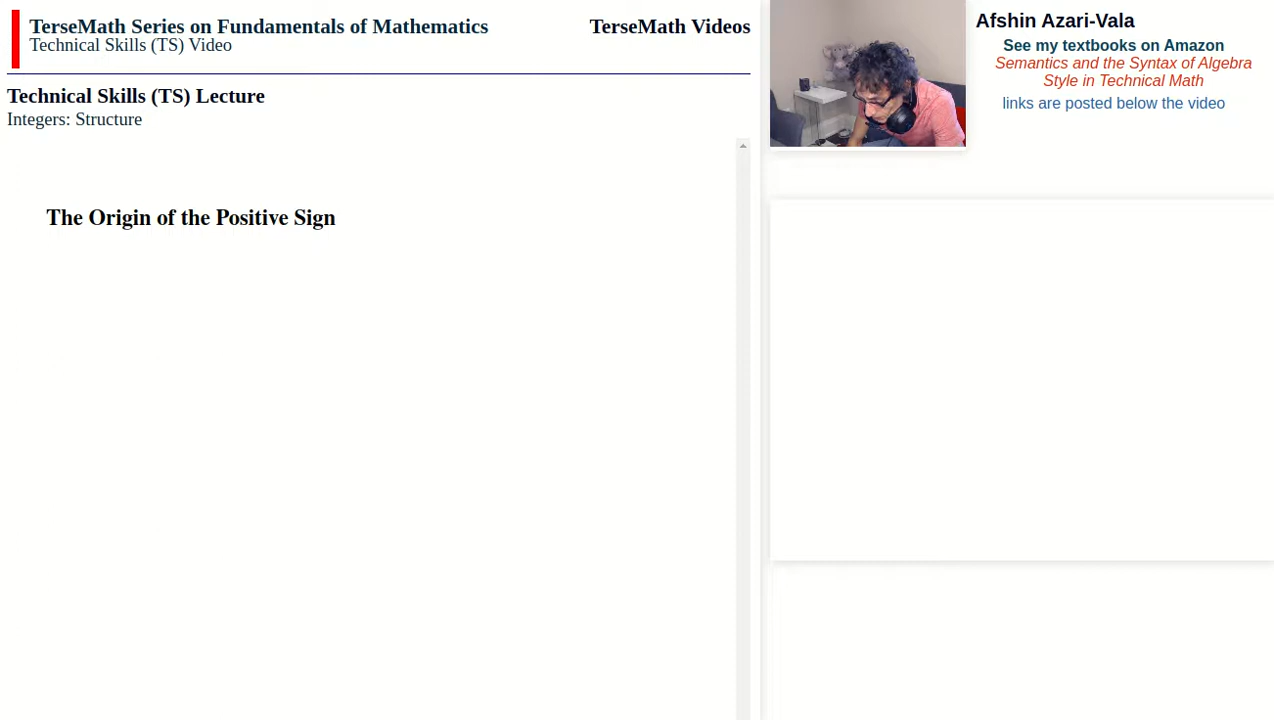 TerseMath Series on Fundamentals of Mathematics
Technical Skills (TS) Video
TerseMath Videos
Technical Skills (TS) Lecture
Integers: Structure
The Origin of the Positive Sign
Afshin Azari-Vala
See my textbooks on Amazon
Semantics and the Syntax of Algebra
Style in Technical Math
links are posted below the video